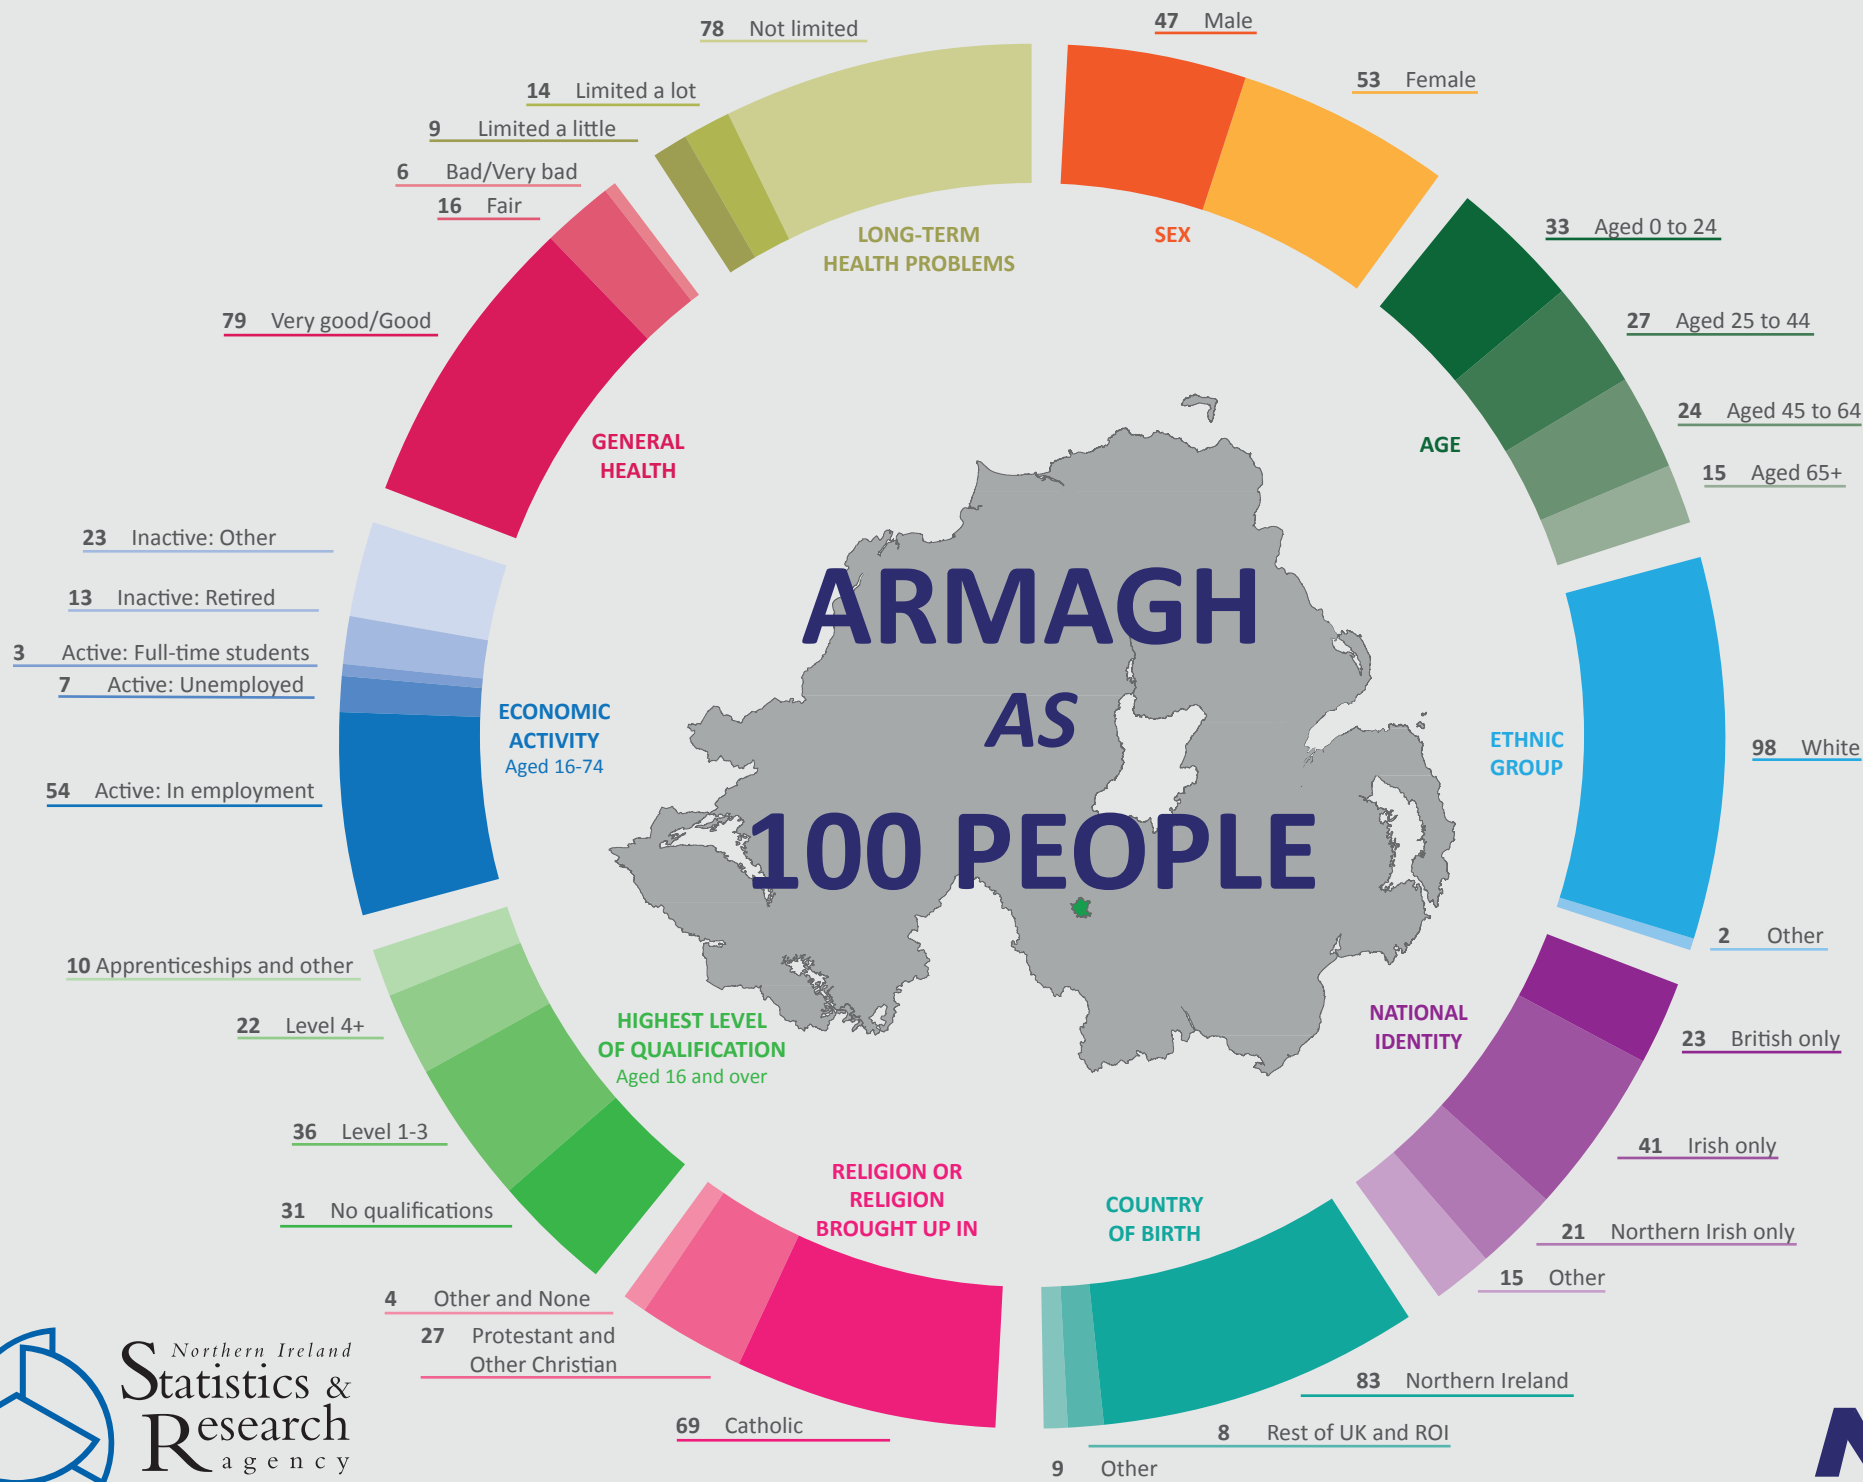 78 Not limited
14 Limited a lot
9 Limited a little
LONG-TERM
HEALTH PROBLEMS
47 Male
53 Female
SEX
33 Aged 0 to 24
27 Aged 25 to 44
24 Aged 45 to 64
15 Aged 65+
AGE
98 White
2 Other
ETHNIC
GROUP
23 British only
41 Irish only
21 Northern Irish only
15 Other
NATIONAL
IDENTITY
83 Northern Ireland
8 Rest of UK and ROI
9 Other
COUNTRY
OF BIRTH
RELIGION OR
RELIGION
BROUGHT UP IN
4 Other and None
27 Protestant and
Other Christian
69 Catholic
HIGHEST LEVEL
OF QUALIFICATION
Aged 16 and over
10 Apprenticeships and other
22 Level 4+
36 Level 1-3
31 No qualifications
ECONOMIC
ACTIVITY
Aged 16-74
23 Inactive: Other
13 Inactive: Retired
3 Active: Full-time students
7 Active: Unemployed
54 Active: In employment
GENERAL
HEALTH
6 Bad/Very bad
16 Fair
79 Very good/Good
ARMAGH
AS
100 PEOPLE
Northern Ireland
Statistics &
Research
agency